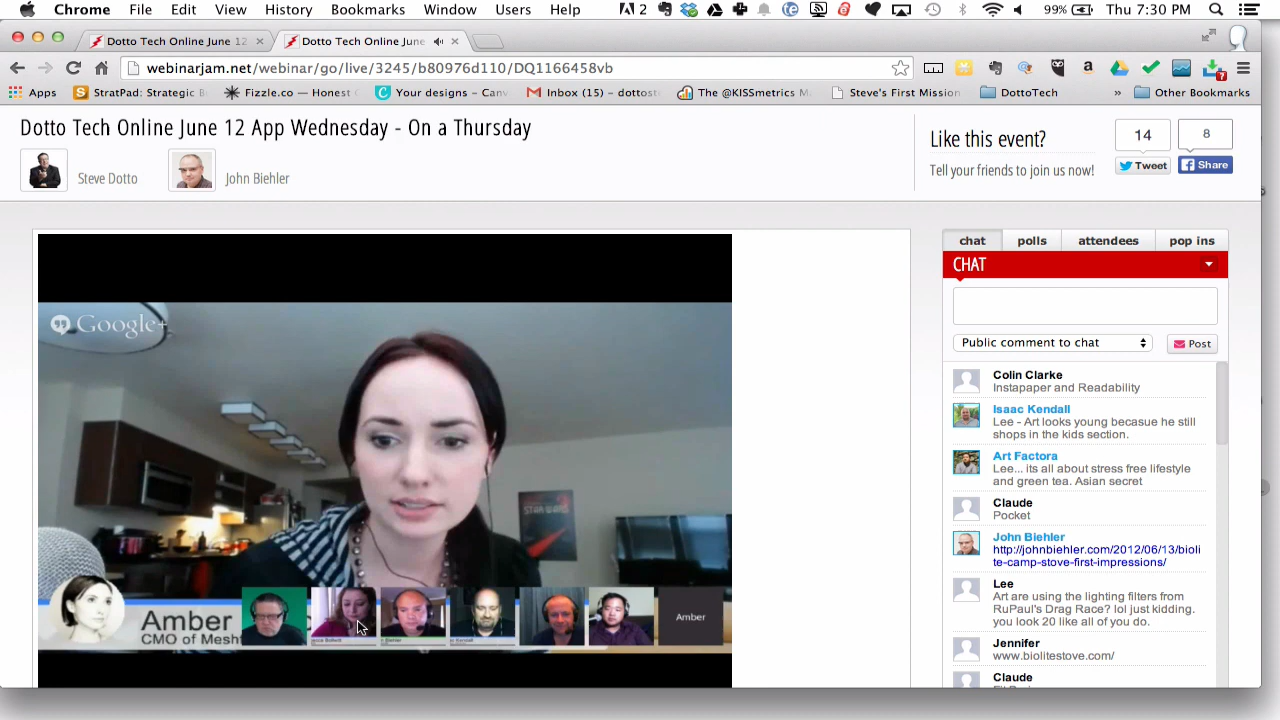 Chrome File Edit View History Bookmarks Window Users Help
2 99% Thu 7:30 PM
Dotto Tech Online June 12
Dotto Tech Online June
webinarjam.net/webinar/go/live/3245/b80976d110/DQ1166458vb
7
Apps StratPad: Strategic B Fizzle.co — Honest Your designs - Canv Inbox (15) - dottos The @KISSmetrics M Steve's First Mission DottoTech » Other Bookmarks
Dotto Tech Online June 12 App Wednesday - On a Thursday
Steve Dotto
John Biehler
Like this event?
Tell your friends to join us now!
14
8
Tweet
Share
Google+
STAR WARS
Amber
CMO of Mesh
Amber
chat polls attendees pop ins
CHAT
Public comment to chat
Post
Colin Clarke
Instapaper and Readability
Isaac Kendall
Lee - Art looks young becasue he still
shops in the kids section.
Art Factora
Lee... its all about stress free lifestyle
and green tea. Asian secret
Claude
Pocket
John Biehler
http://johnbiehler.com/2012/06/13/bioli
te-camp-stove-first-impressions/
Lee
Art are using the lighting filters from
RuPaul's Drag Race? lol just kidding.
you look 20 like all of you do.
Jennifer
www.biolitestove.com/
Claude